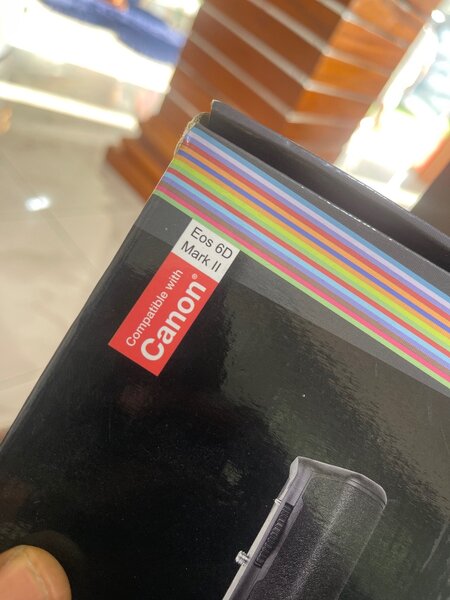 Eos 6D
Mark II
Compatible with
Canon®